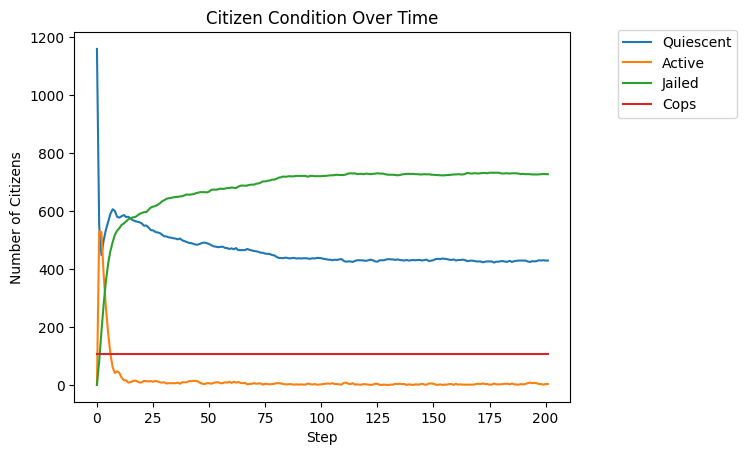 Citizen Condition Over Time
Quiescent
Active
Jailed
Cops
Number of Citizens
1200
1000
800
600
400
200
0
0 25 50 75 100 125 150 175 200
Step